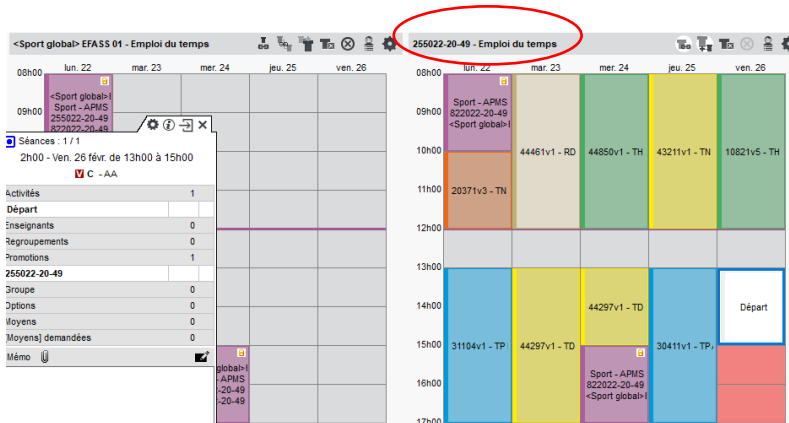 <Sport global> EFASS 01 - Emploi du temps
lun. 22 mar. 23 mer. 24 jeu. 25 ven. 26
08h00
<Sport global>
Sport - APMS
255022-20-49
822022-20-49
09h00
Séances : 1 / 1
2h00 - Ven. 26 févr. de 13h00 à 15h00
V C - AA
Activités 1
Départ
Enseignants 0
Regroupements 0
Promotions 1
255022-20-49
Groupe 0
Options 0
Moyens 0
[Moyens] demandées 0
Mémo
global>
- APMS
-20-49
-20-49
255022-20-49 - Emploi du temps
lun. 22 mar. 23 mer. 24 jeu. 25 ven. 26
08h00
Sport - APMS
822022-20-49
<Sport global>
09h00
10h00
44461v1 - RD 44850v1 - TH 43211v1 - TN 10821v5 - TH
11h00
20371v3 - TN
12h00
13h00
14h00
44297v1 - TD
Départ
15h00
31104v1 - TP 44297v1 - TD 30411v1 - TP
Sport - APMS
822022-20-49
<Sport global>
16h00
17h00